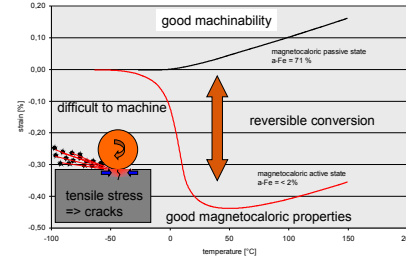 good machinability
0,20
0,10
magnetocaloric passive state
a-Fe = 71 %
0,00
difficult to machine
strain [%]
-0,10
reversible conversion
-0,20
-0,30
magnetocaloric active state
a-Fe = < 2%
tensile stress
=> cracks
-0,40
good magnetocaloric properties
-0,50
-100
-50
0
50
100
150
200
temperature [°C]